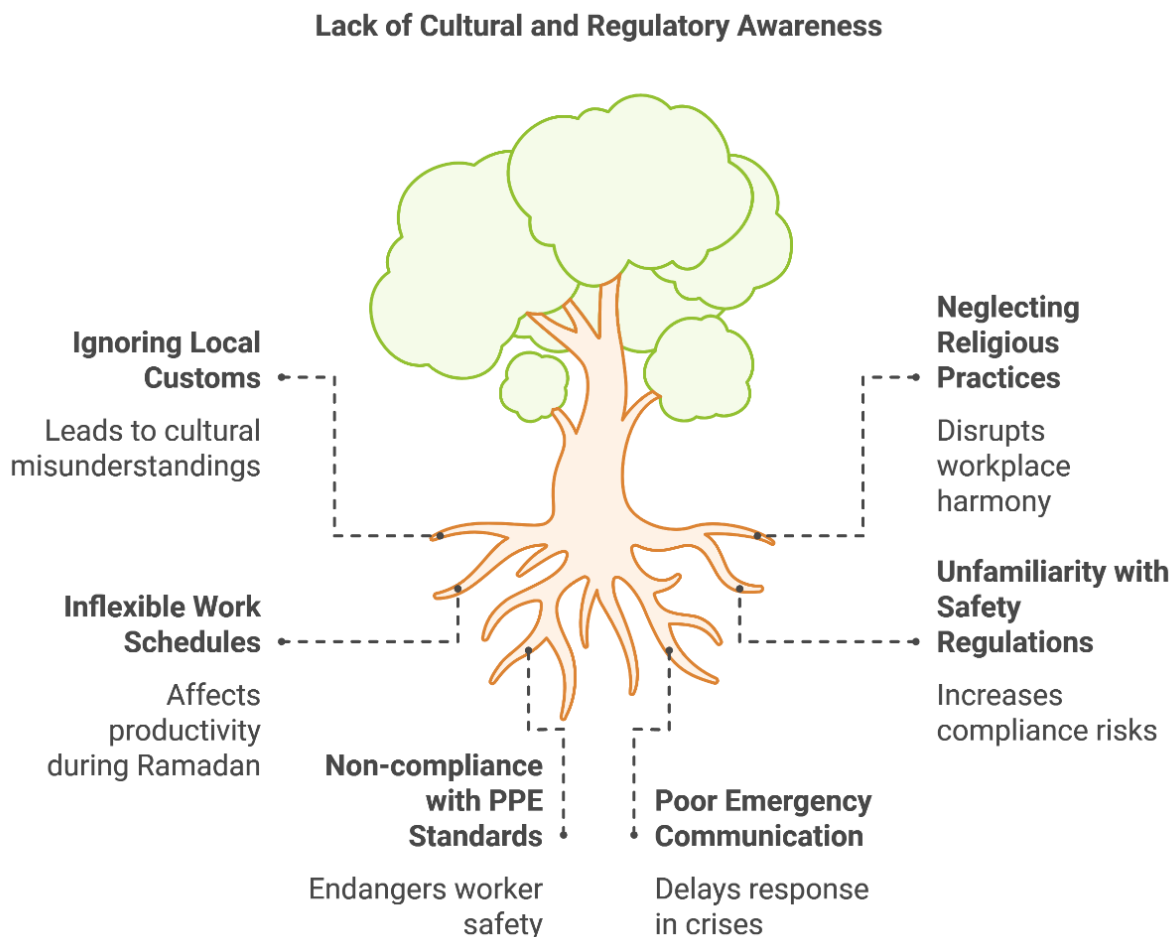 Lack of Cultural and Regulatory Awareness
Ignoring Local
Customs
Leads to cultural
misunderstandings
Inflexible Work
Schedules
Affects
productivity
during Ramadan
Non-compliance
with PPE
Standards
Endangers worker
safety
Poor Emergency
Communication
Delays response
in crises
Neglecting
Religious
Practices
Disrupts
workplace
harmony
Unfamiliarity with
Safety
Regulations
Increases
compliance risks